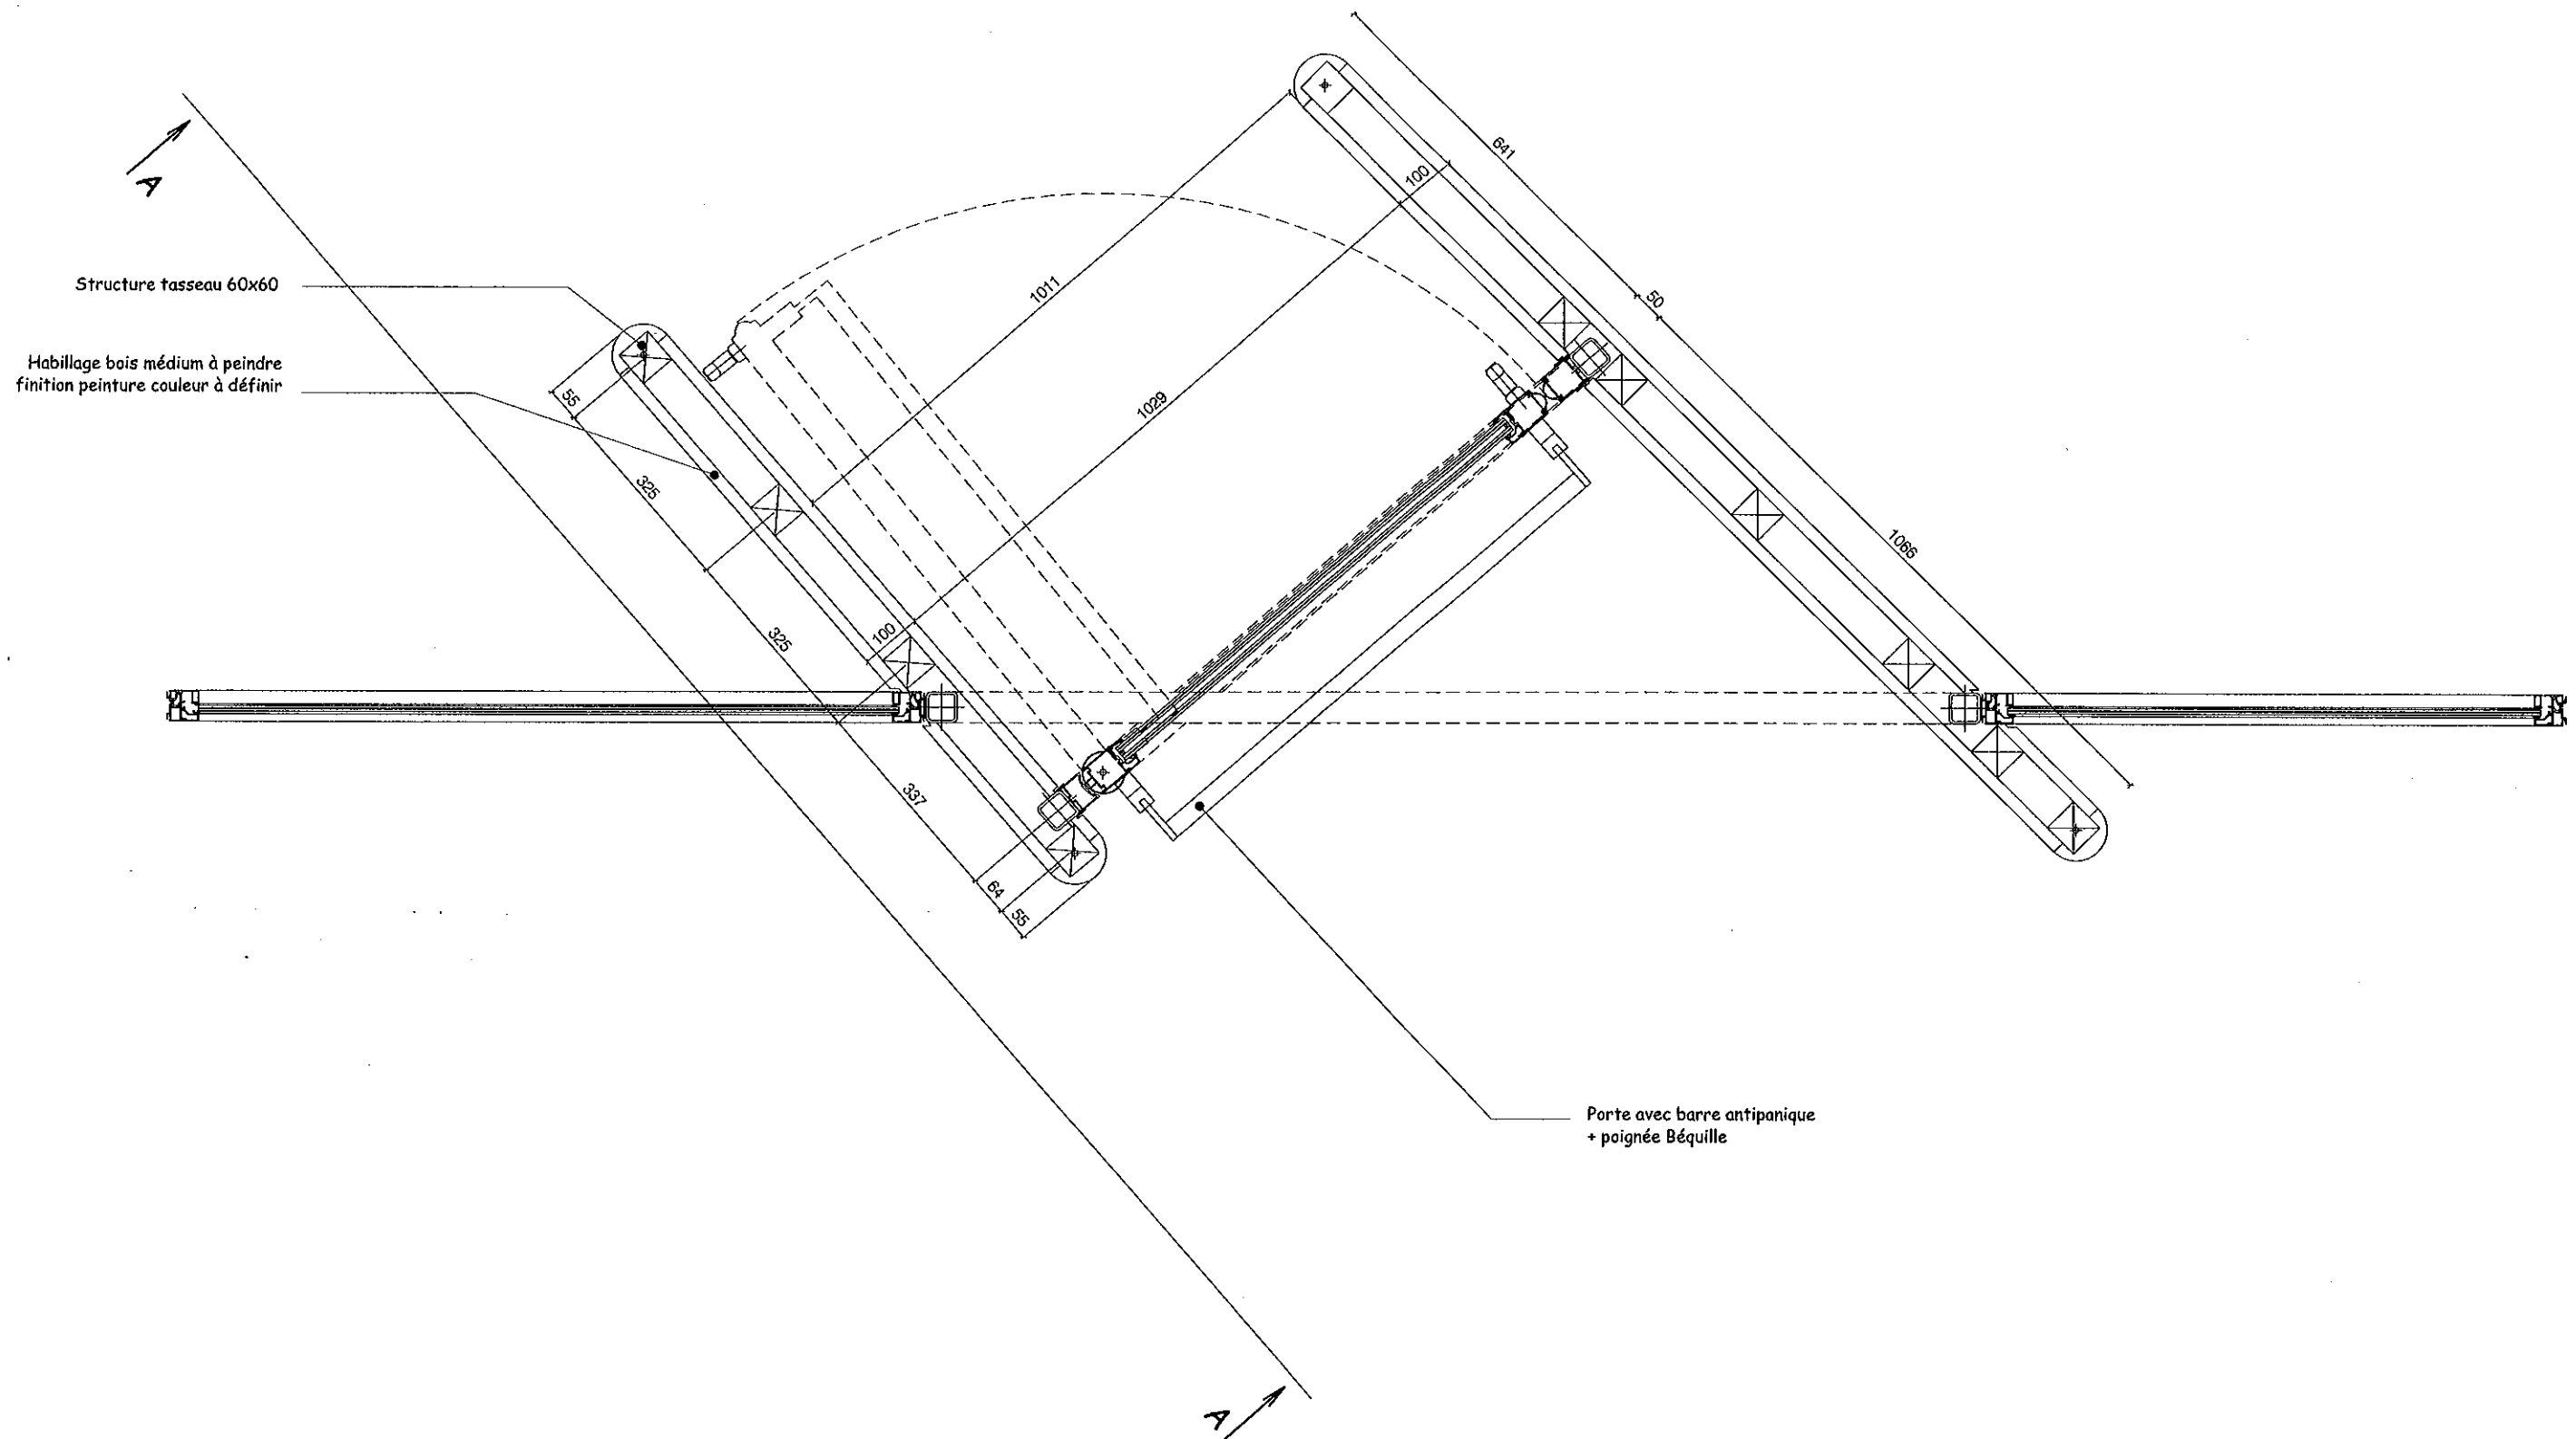 A
641
100
Structure tasseau 60x60
1011
50
Habillage bois médium à peindre
finition peinture couleur à définir
55
1029
325
1066
325
100
337
64
55
Porte avec barre antipanique
+ poignée Béquille
A